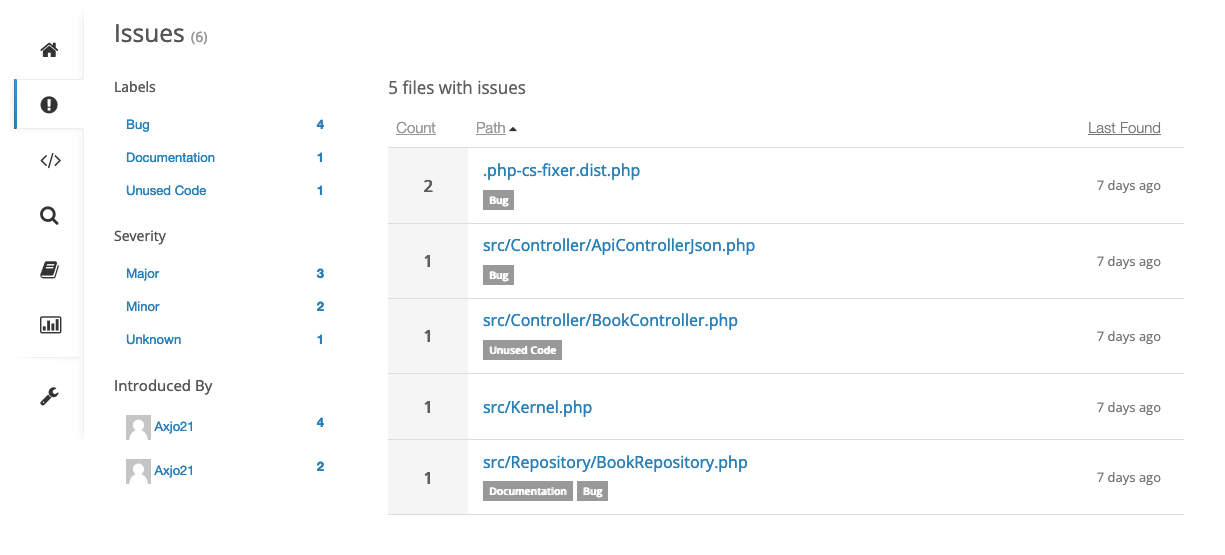 Issues (6)
Labels
Bug 4
Documentation 1
Unused Code 1
Severity
Major 3
Minor 2
Unknown 1
Introduced By
Axjo21 4
Axjo21 2
5 files with issues
Count Path Last Found
2 .php-cs-fixer.dist.php 7 days ago
Bug
1 src/Controller/ApiControllerJson.php 7 days ago
Bug
1 src/Controller/BookController.php 7 days ago
Unused Code
1 src/Kernel.php 7 days ago
1 src/Repository/BookRepository.php 7 days ago
Documentation Bug